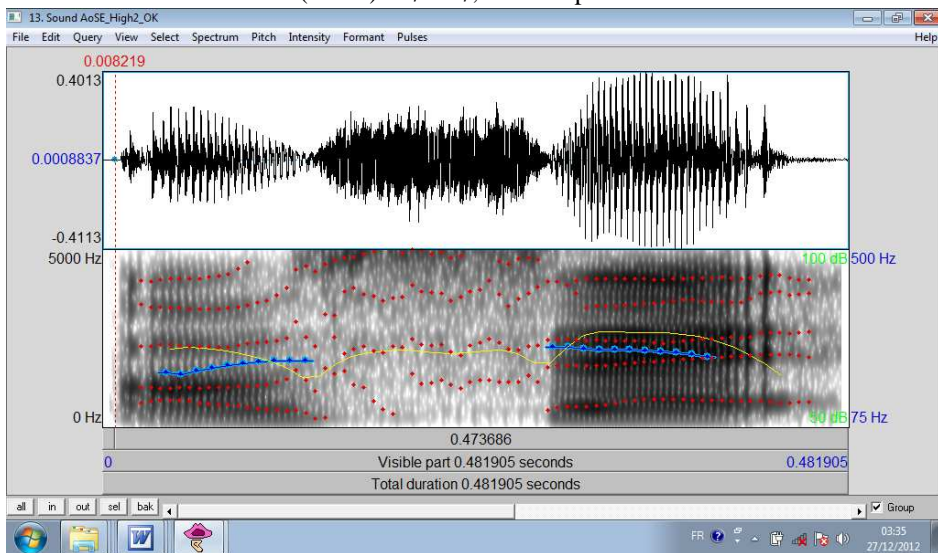 13. Sound AoSE_High2_OK
File Edit Query View Select Spectrum Pitch Intensity Formant Pulses Help
0.008219
0.4013
0.0008837
-0.4113
5000 Hz 100 dB 500 Hz
0 Hz 50 dB 75 Hz
0.473686
0 Visible part 0.481905 seconds 0.481905
Total duration 0.481905 seconds
all in out sel bak Group
FR 03:35
27/12/2012